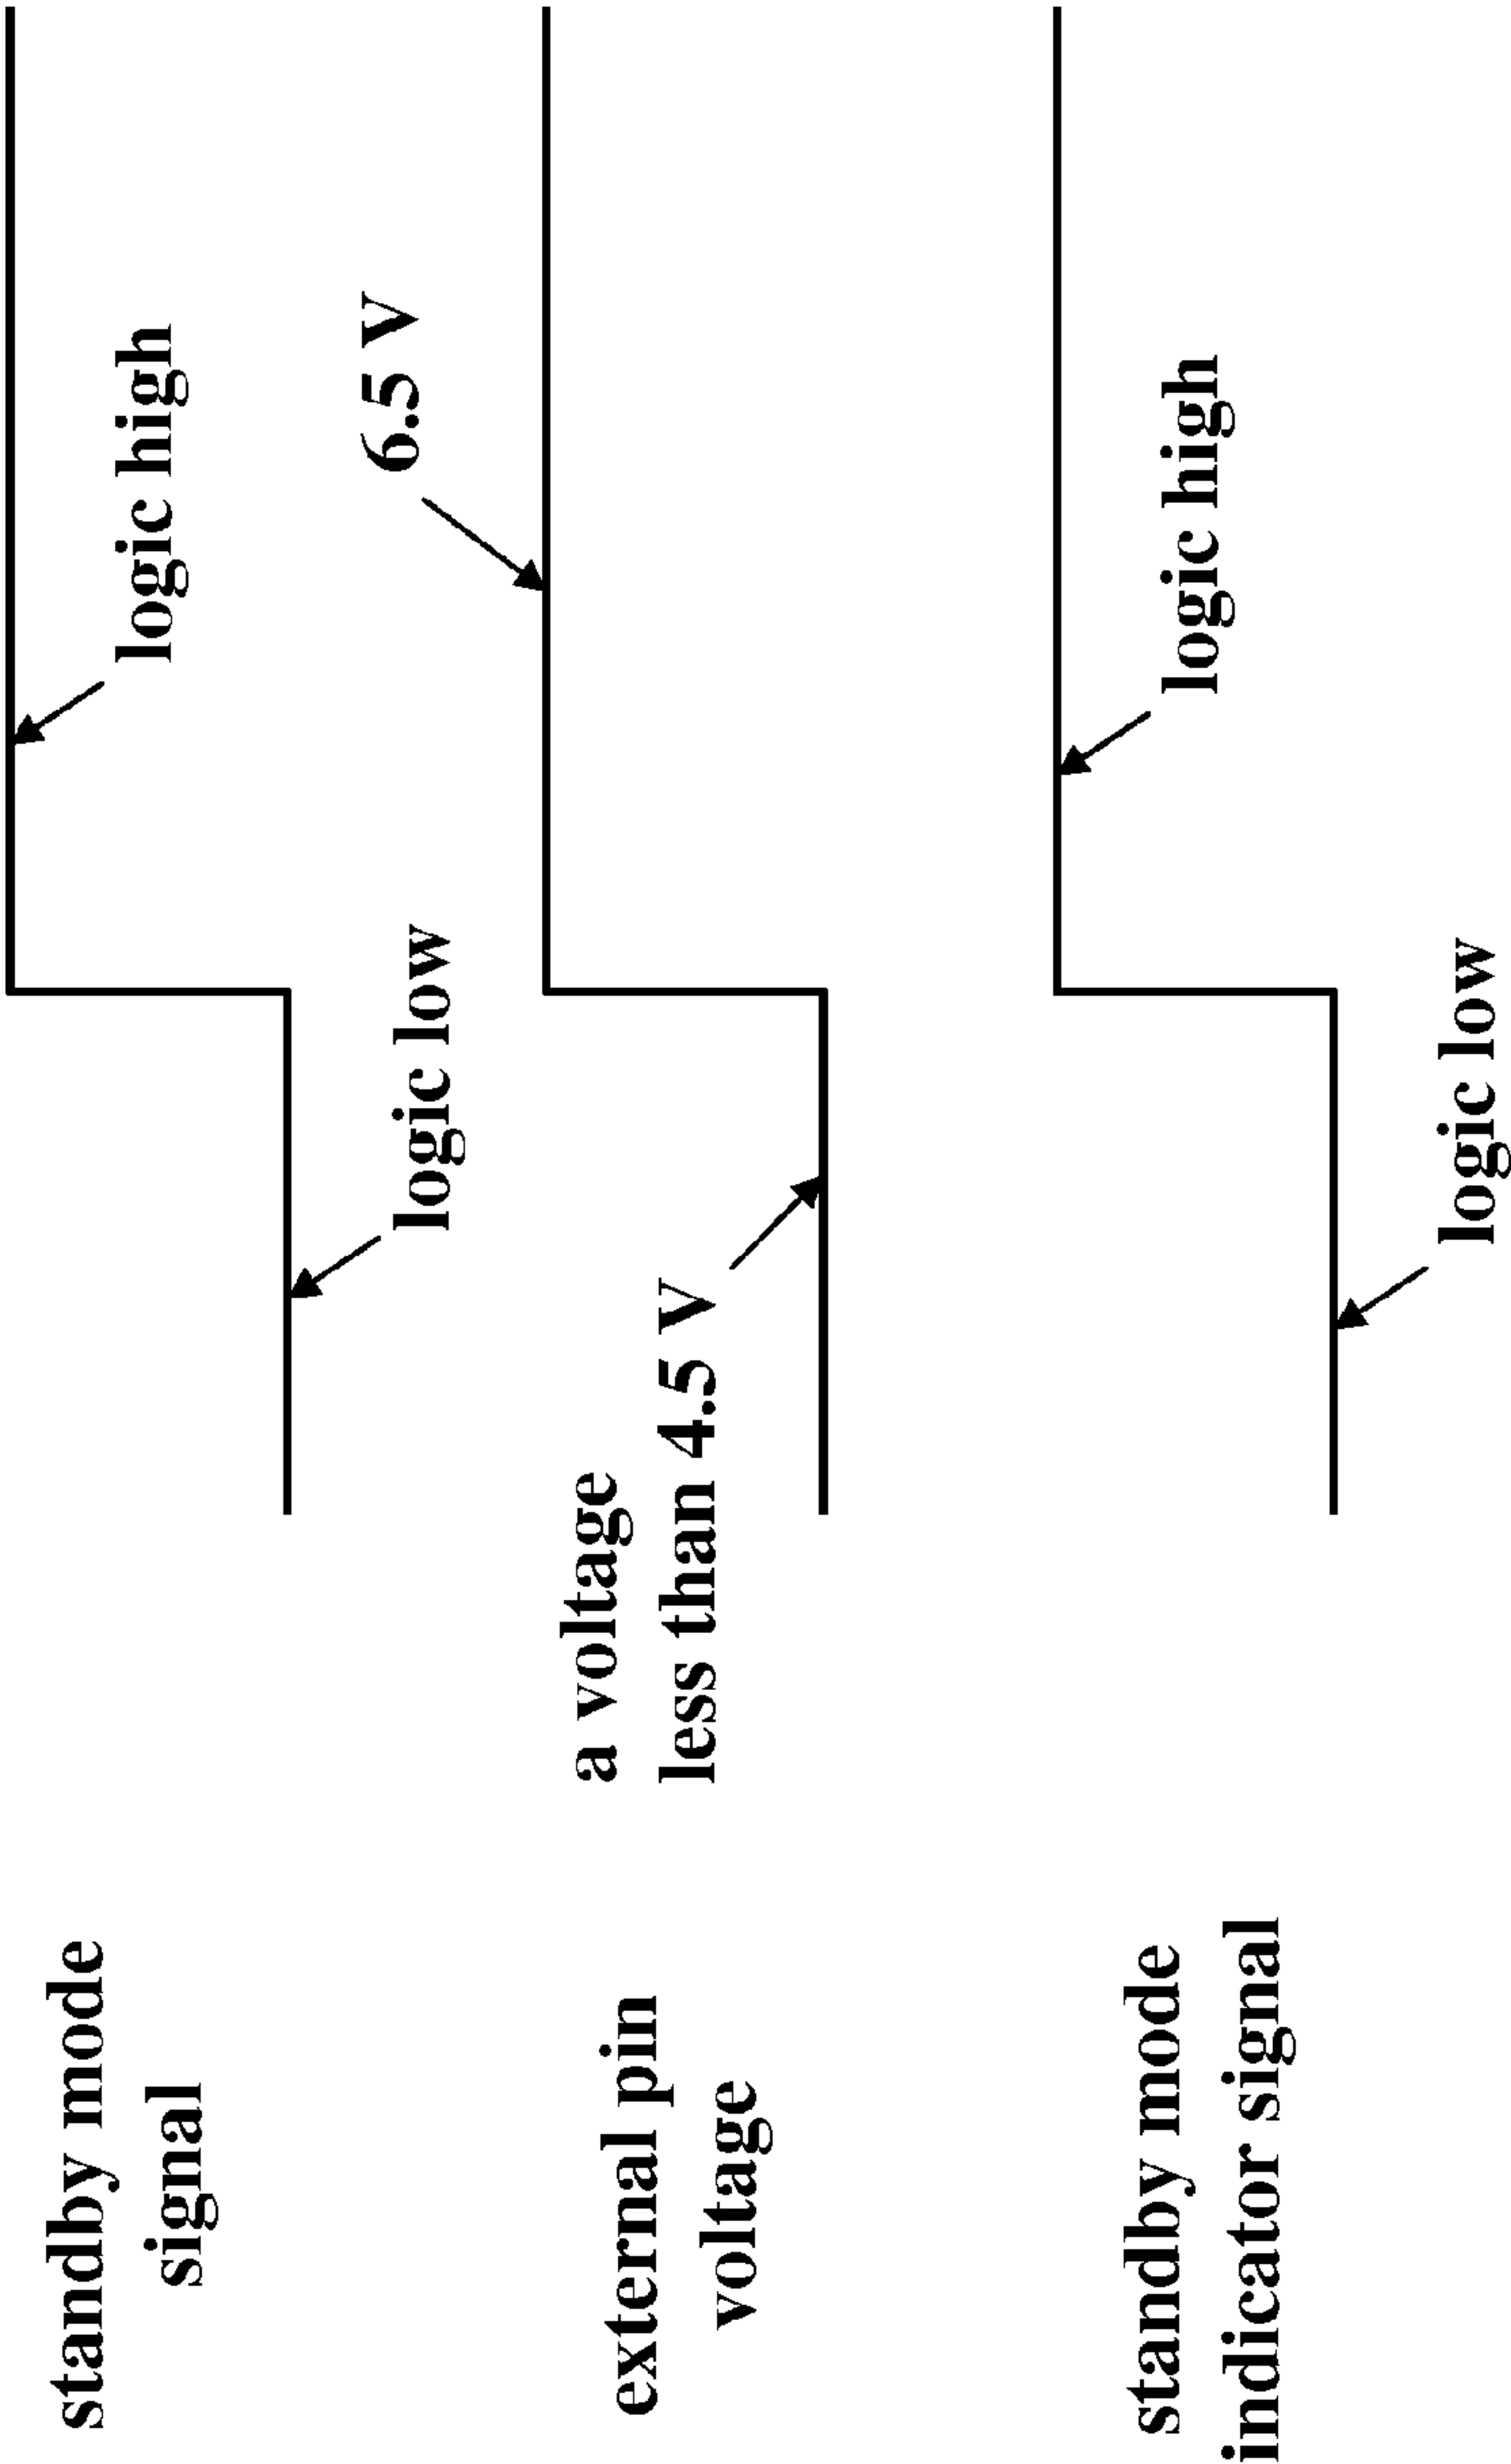 standby mode
signal
logic low
logic high
external pin
voltage
a voltage
less than 4.5 V
6.5 V
standby mode
indicator signal
logic low
logic high